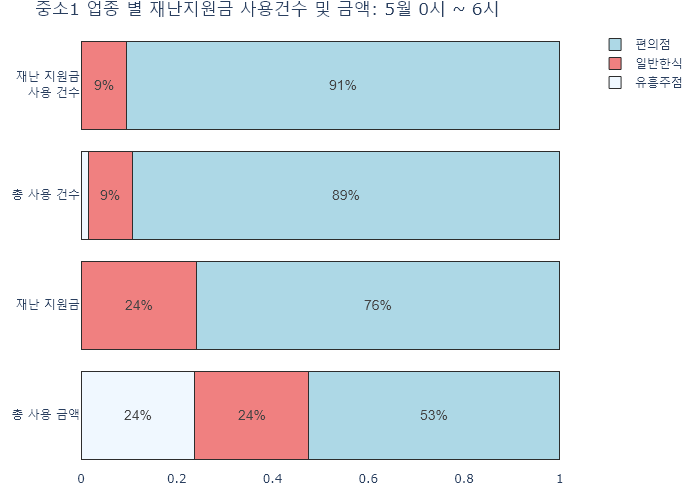 중소1 업종 별 재난지원금 사용건수 및 금액: 5월 0시 ~ 6시
편의점
일반한식
유흥주점
재난 지원금
사용 건수
9%
91%
총 사용 건수
9%
89%
재난 지원금
24%
76%
총 사용 금액
24%
24%
53%
0
0.2
0.4
0.6
0.8
1